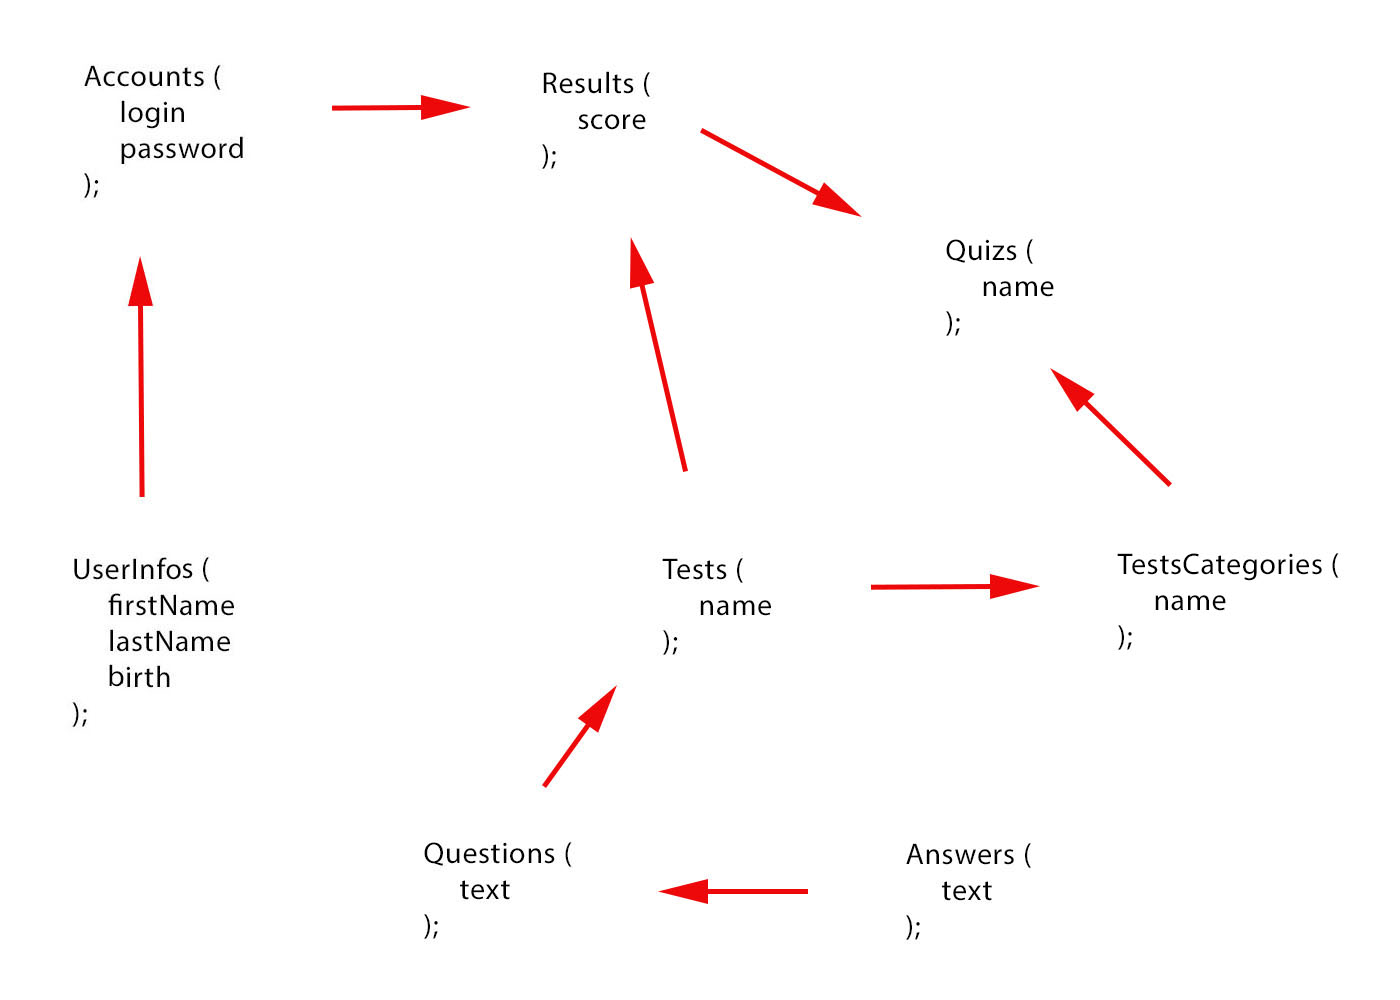 Accounts (
login
password
);
Results (
score
);
Quizs (
name
);
UserInfos (
firstName
lastName
birth
);
Tests (
name
);
TestsCategories (
name
);
Questions (
text
);
Answers (
text
);